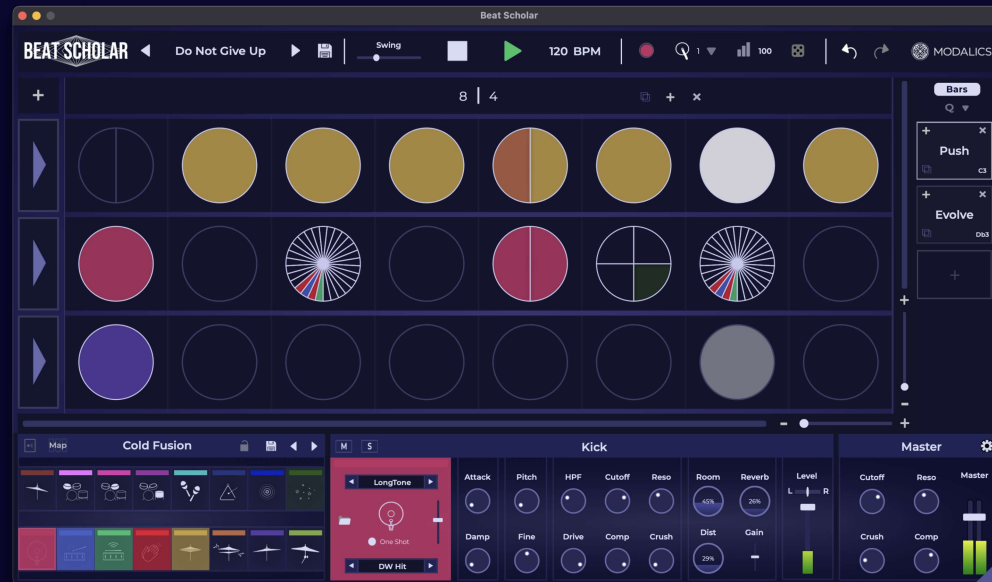 Beat Scholar
BEAT SCHOLAR
Do Not Give Up
Swing
120 BPM
1
100
MODALICS
8 4
Bars
Q
Push
C3
Evolve
Db3
Map
Cold Fusion
M S
Kick
Master
LongTone
One Shot
DW Hit
Attack Pitch HPF Cutoff Reso Room Reverb Level
45% 26%
L R
Damp Fine Drive Comp Crush Dist Gain
29%
Cutoff Reso Master
Crush Comp